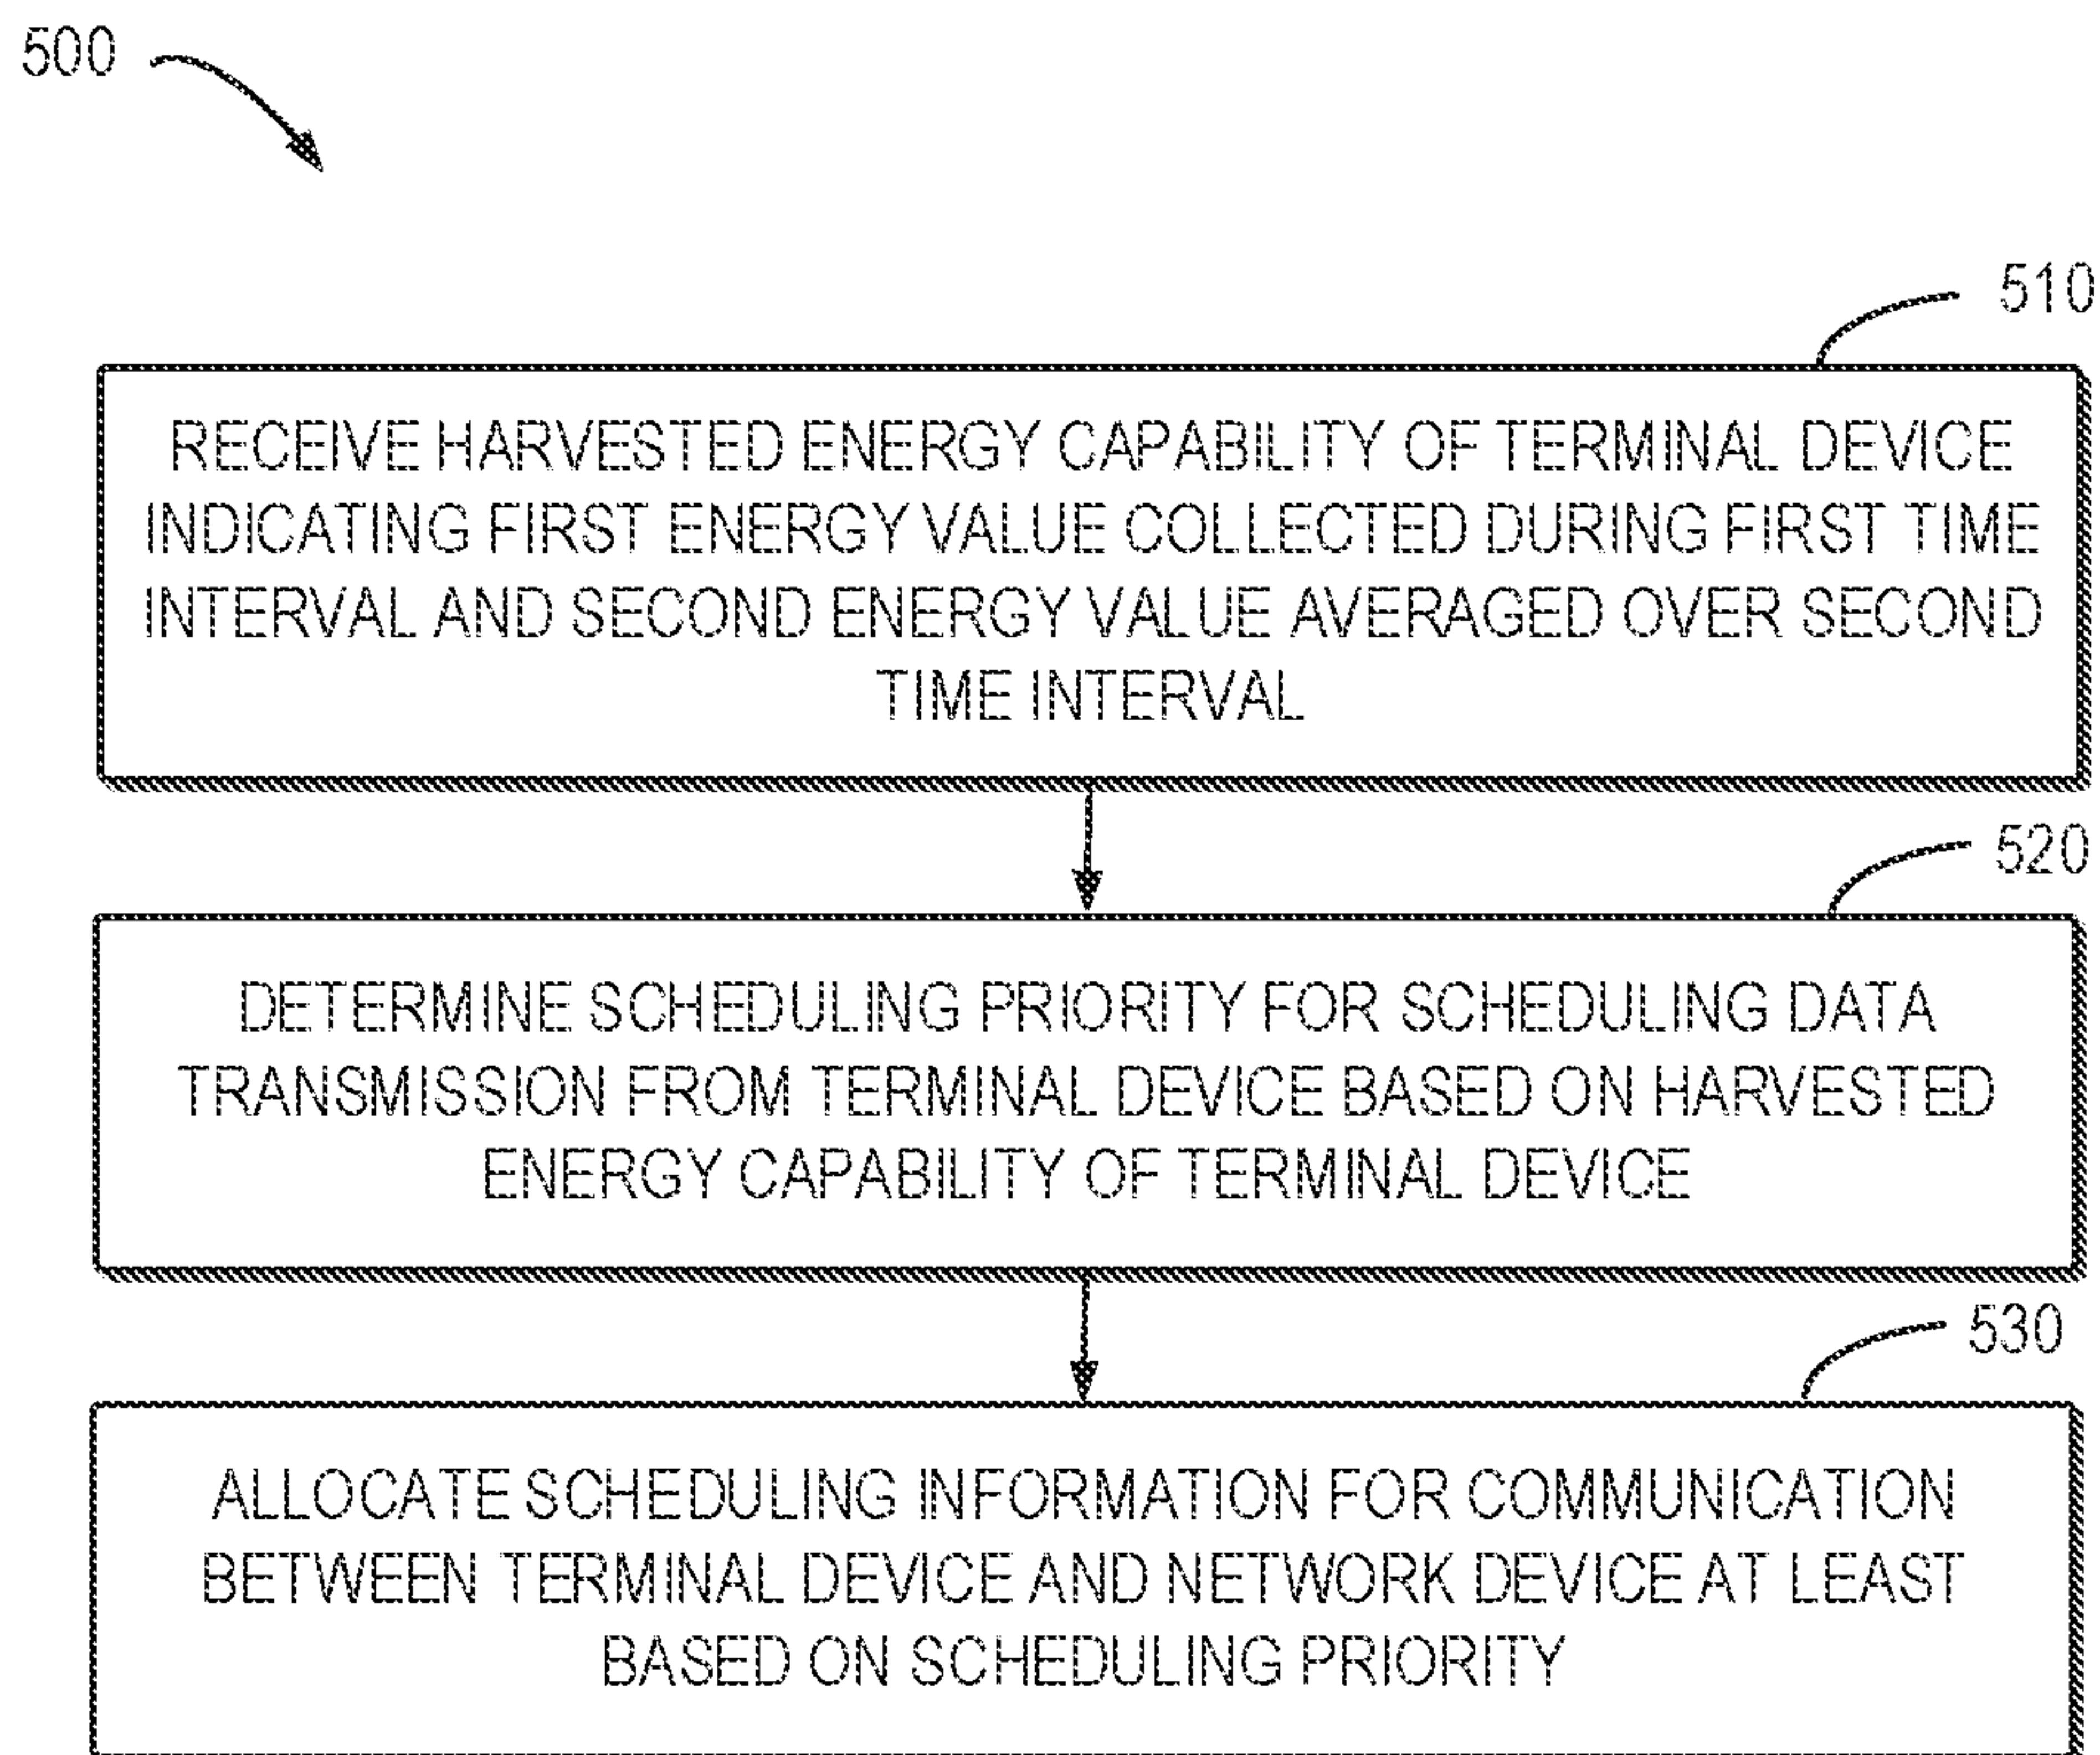 500
510
RECEIVE HARVESTED ENERGY CAPABILITY OF TERMINAL DEVICE
INDICATING FIRST ENERGY VALUE COLLECTED DURING FIRST TIME
INTERVAL AND SECOND ENERGY VALUE AVERAGED OVER SECOND
TIME INTERVAL
520
DETERMINE SCHEDULING PRIORITY FOR SCHEDULING DATA
TRANSMISSION FROM TERMINAL DEVICE BASED ON HARVESTED
ENERGY CAPABILITY OF TERMINAL DEVICE
530
ALLOCATE SCHEDULING INFORMATION FOR COMMUNICATION
BETWEEN TERMINAL DEVICE AND NETWORK DEVICE AT LEAST
BASED ON SCHEDULING PRIORITY